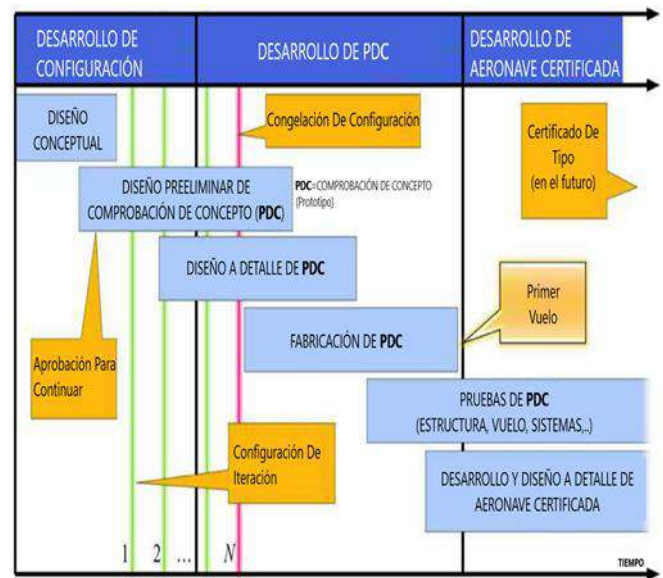 DESARROLLO DE
CONFIGURACIÓN
DESARROLLO DE PDC
DESARROLLO DE
AERONAVE CERTIFICADA
DISEÑO
CONCEPTUAL
Congelación De Configuración
Certificado De
Tipo
(en el futuro)
DISEÑO PREELIMINAR DE
COMPROBACIÓN DE CONCEPTO (PDC)
PDC=COMPROBACIÓN DE CONCEPTO
(Prototipo)
DISEÑO A DETALLE DE PDC
Primer
Vuelo
FABRICACIÓN DE PDC
Aprobación Para
Continuar
PRUEBAS DE PDC
(ESTRUCTURA, VUELO, SISTEMAS,..)
Configuración De
Iteración
DESARROLLO Y DISEÑO A DETALLE DE
AERONAVE CERTIFICADA
1 2 ... N
TIEMPO